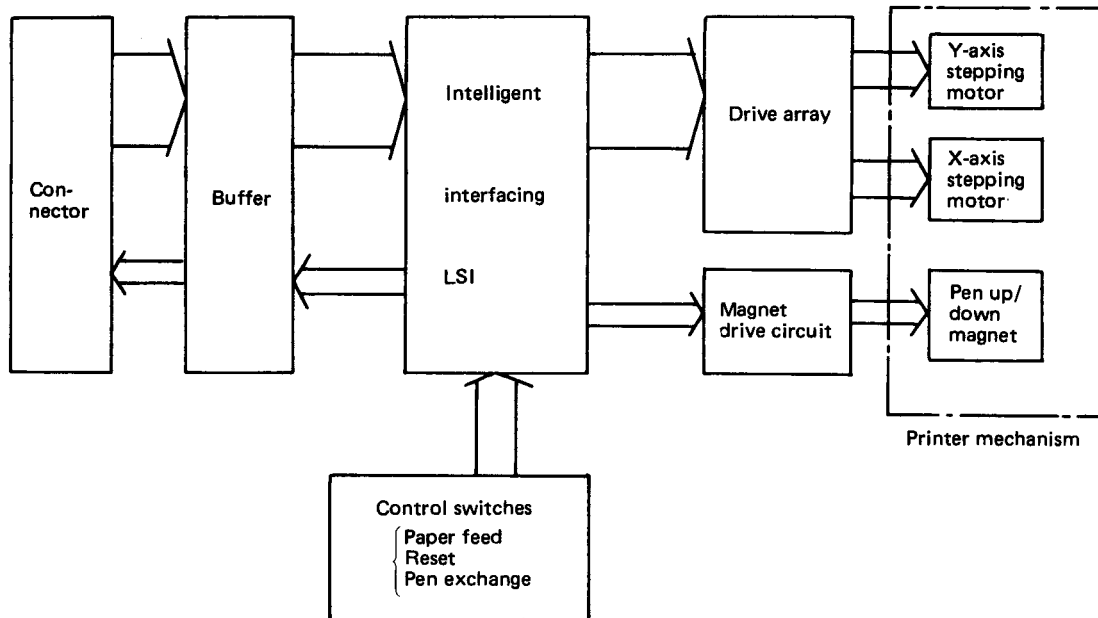 Con-
nector
Buffer
Intelligent
interfacing
LSI
Drive array
Y-axis
stepping
motor
X-axis
stepping
motor
Magnet
drive circuit
Pen up/
down
magnet
Printer mechanism
Control switches
Paper feed
Reset
Pen exchange